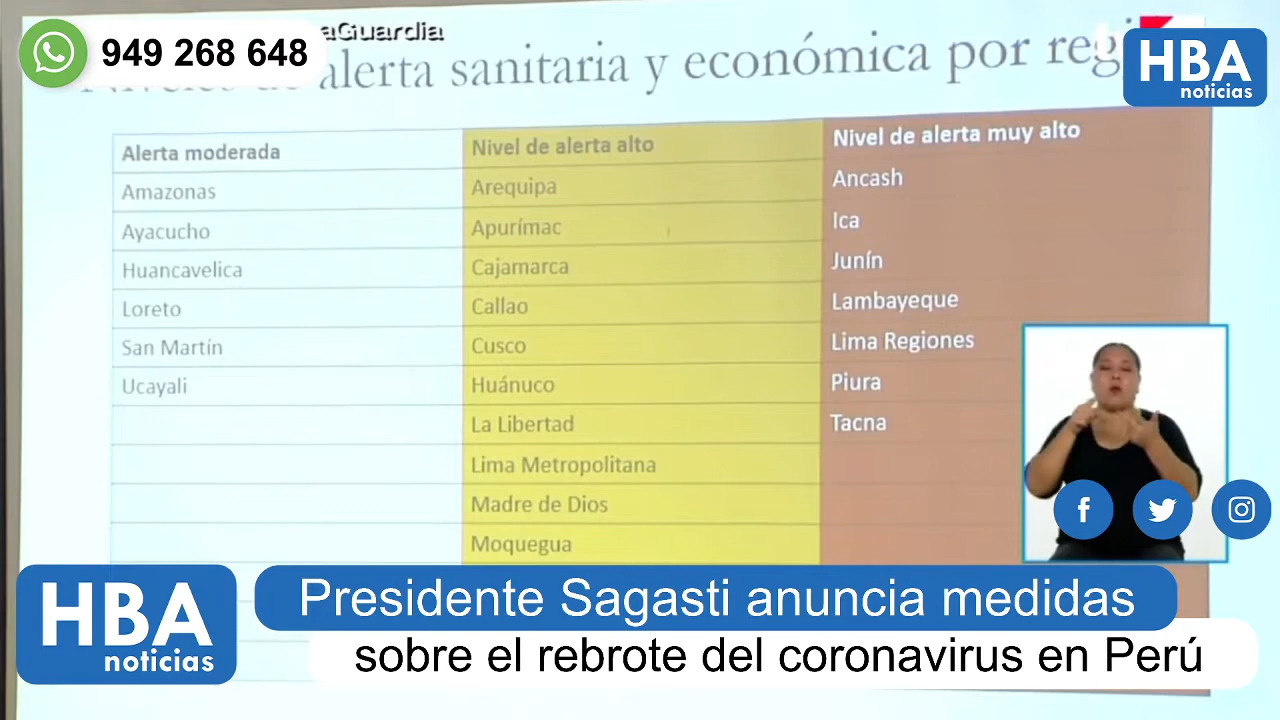 949 268 648
aGuardia
alerta sanitaria y económica por
HBA
noticias
Alerta moderada
Amazonas
Ayacucho
Huancavelica
Loreto
San Martín
Ucayali
Nivel de alerta alto
Arequipa
Apurímac
Cajamarca
Callao
Cusco
Huánuco
La Libertad
Lima Metropolitana
Madre de Dios
Moquegua
Nivel de alerta muy alto
Ancash
Ica
Junín
Lambayeque
Lima Regiones
Piura
Tacna
HBA
noticias
Presidente Sagasti anuncia medidas
sobre el rebrote del coronavirus en Perú